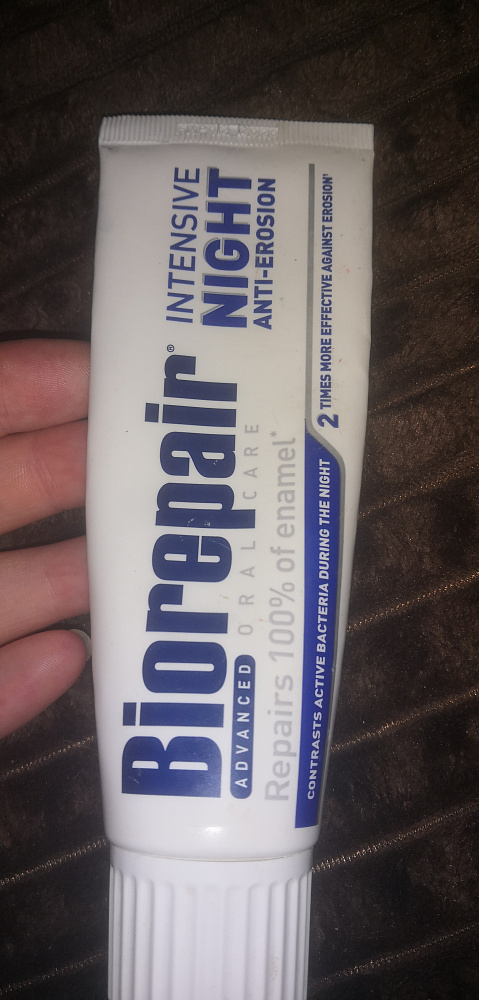 Biorepair®
ADVANCED ORAL CARE
Repairs 100% of enamel*
INTENSIVE
NIGHT
ANTI-EROSION
CONTRASTS ACTIVE BACTERIA DURING THE NIGHT
2 TIMES MORE EFFECTIVE AGAINST EROSION¹